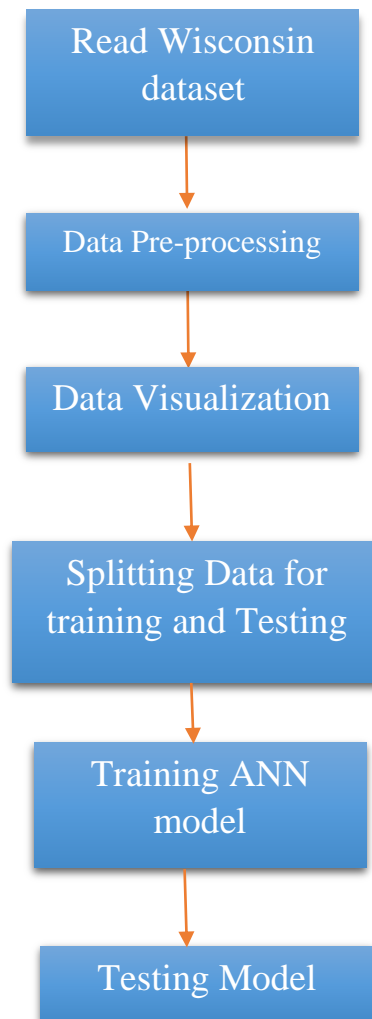 Read Wisconsin
dataset
Data Pre-processing
Data Visualization
Splitting Data for
training and Testing
Training ANN
model
Testing Model